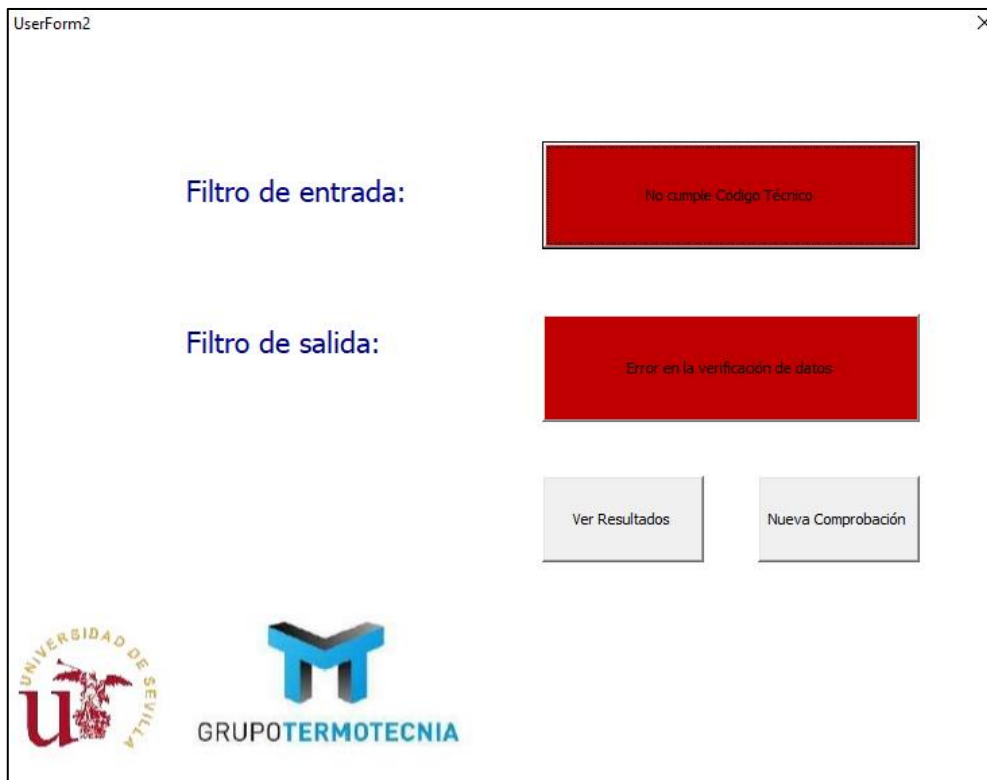 UserForm2
Filtro de entrada:
No cumple Código Técnico
Filtro de salida:
Error en la verificación de datos
Ver Resultados
Nueva Comprobación
UNIVERSIDAD DE SEVILLA
GRUPOTERMOTECNIA